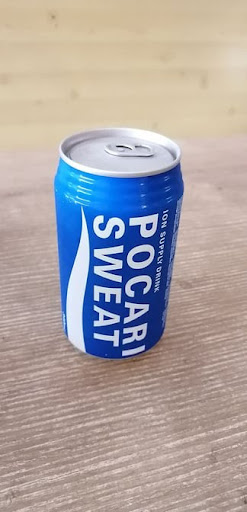 POCARI
SWEAT
ION SUPPLY DRINK